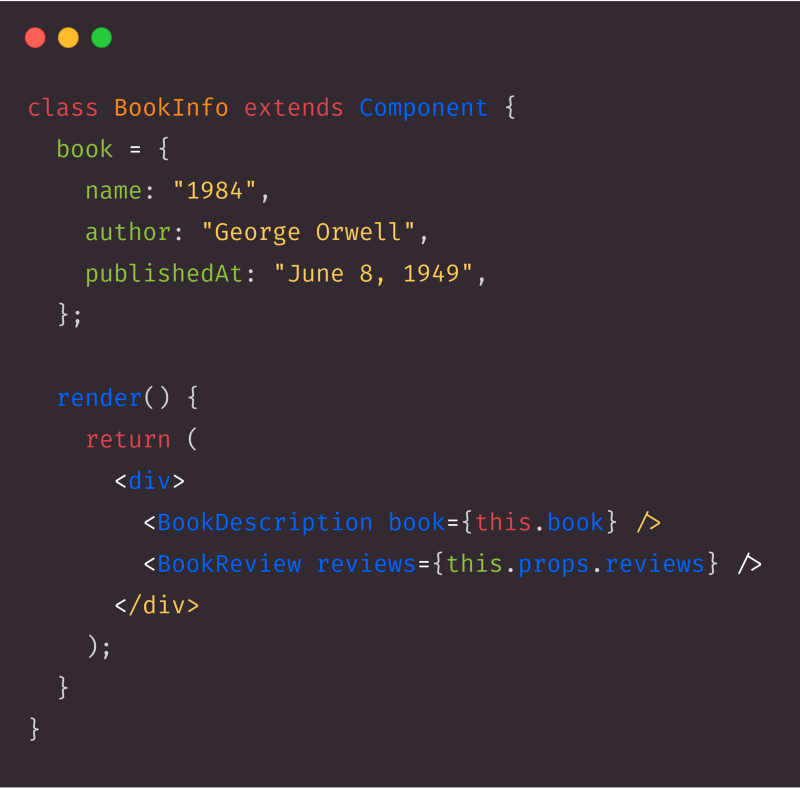 class BookInfo extends Component {
  book = {
    name: "1984",
    author: "George Orwell",
    publishedAt: "June 8, 1949",
  };

  render() {
    return (
      <div>
        <BookDescription book={this.book} />
        <BookReview reviews={this.props.reviews} />
      </div>
    );
  }
}